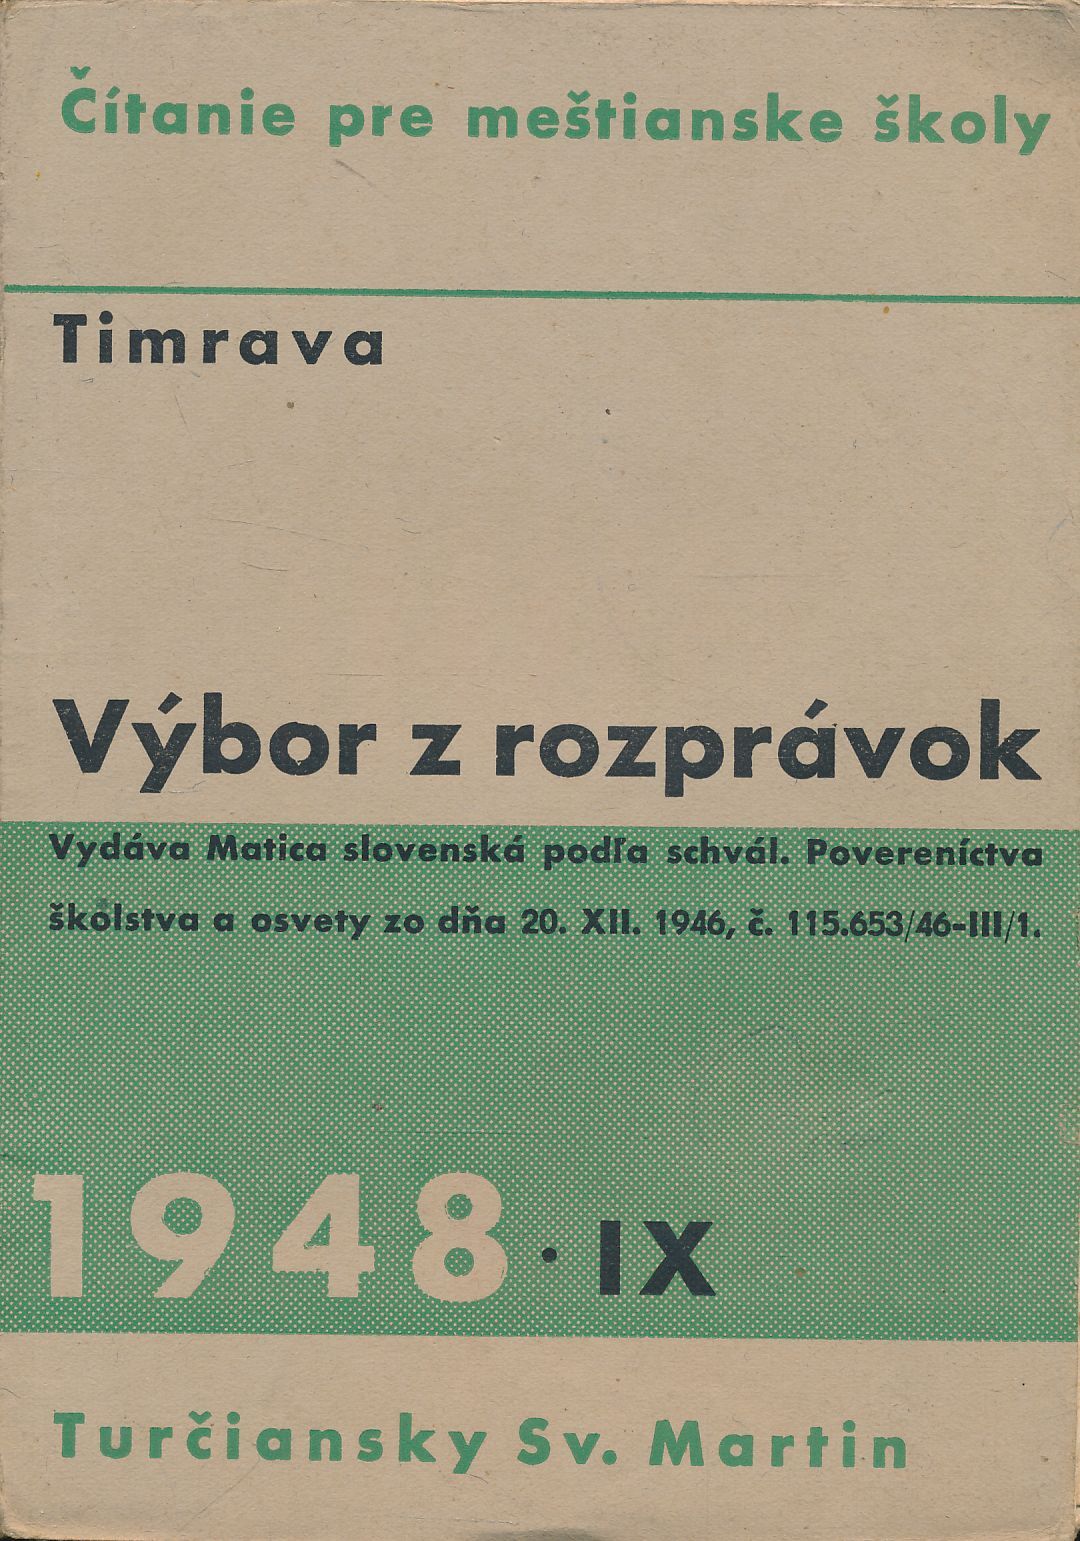 Čítanie pre meštianske školy
Timrava
Výbor z rozprávok
Vydáva Matica slovenská podľa schvál. Povereníctva
školstva a osvety zo dňa 20. XII. 1946, č. 115.653/46-III/1.
1948 · IX
Turčiansky Sv. Martin